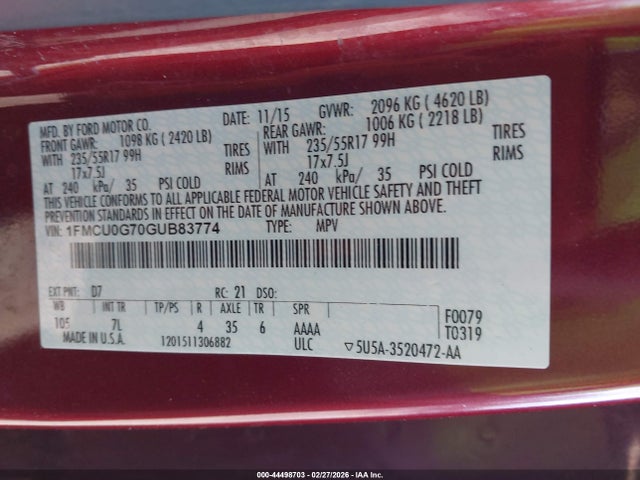 MFD. BY FORD MOTOR CO.
DATE: 11/15
GVWR: 2096 KG ( 4620 LB)
FRONT GAWR: 1098 KG ( 2420 LB)
REAR GAWR: 1006 KG ( 2218 LB)
WITH 235/55R17 99H TIRES
WITH 235/55R17 99H TIRES
17x7.5J RIMS
17x7.5J RIMS
AT 240 kPa/ 35 PSI COLD
AT 240 kPa/ 35 PSI COLD
THIS VEHICLE CONFORMS TO ALL APPLICABLE FEDERAL MOTOR VEHICLE SAFETY AND THEFT
PREVENTION STANDARDS IN EFFECT ON THE DATE OF MANUFACTURE SHOWN ABOVE.
VIN: 1FMCU0G70GUB83774
TYPE: MPV
EXT PNT: D7 RC: 21 DSO:
WB INT TR TP/PS R AXLE TR SPR
105 7L 4 35 6 AAAA
F0079
T0319
MADE IN U.S.A. 1201511306882 ULC ▽5U5A-3520472-AA
000-44498703 - 02/27/2026 - IAA Inc.